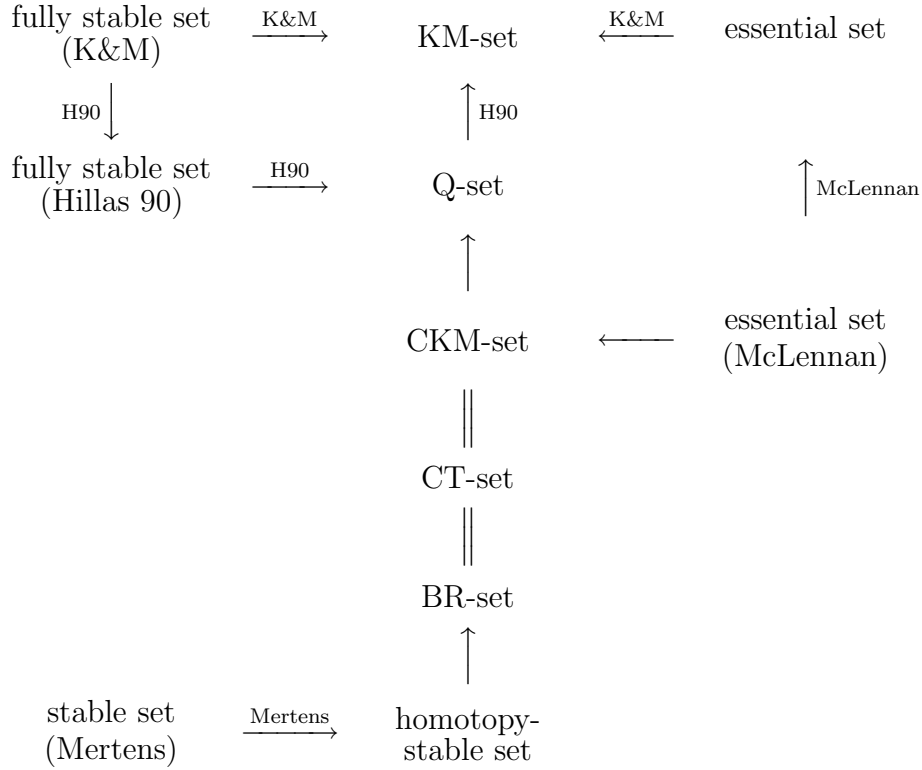 fully stable set
(K&M)
K&M
KM-set
K&M
essential set
H90
H90
fully stable set
(Hillas 90)
H90
Q-set
McLennan
CKM-set
essential set
(McLennan)
CT-set
BR-set
stable set
(Mertens)
Mertens
homotopy-
stable set